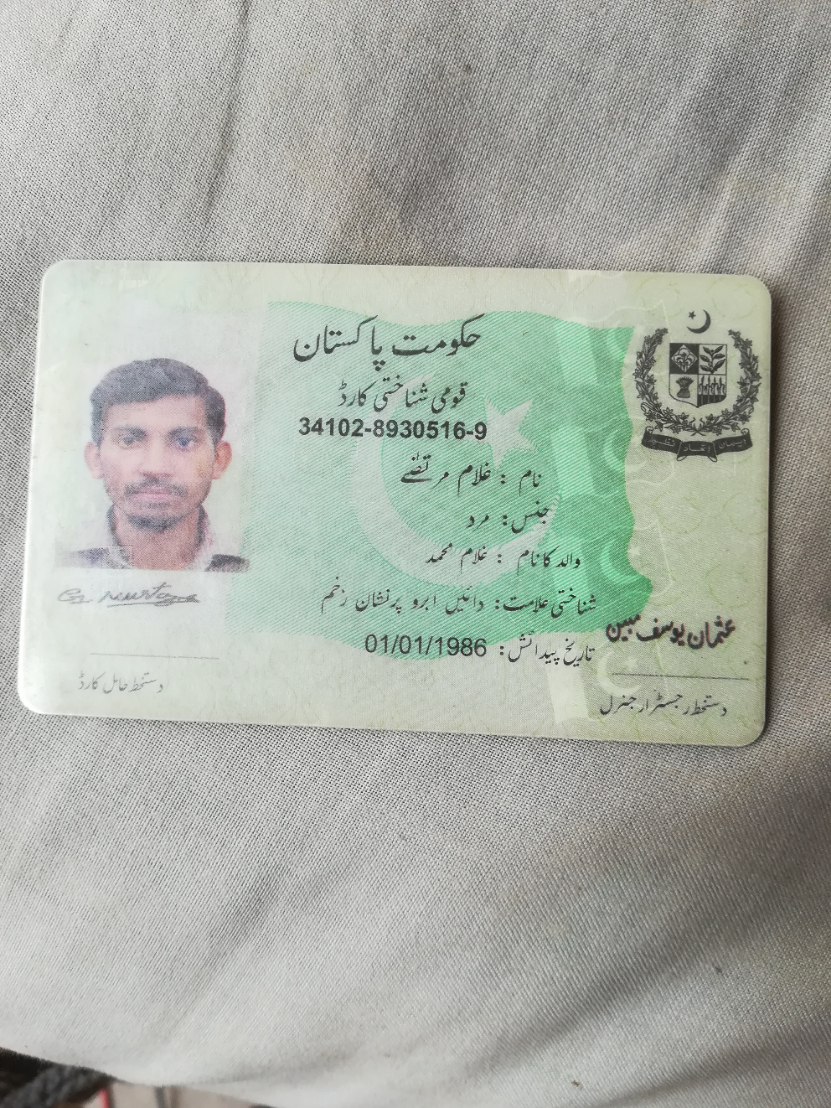 حکومت پاکستان
قومی شناختی کارڈ
34102-8930516-9
نام : غلام مرتضٰے
جنس: مرد
والد کا نام : غلام محمد
شناختی علامت: دائیں ابرو پر نشان زخم
تاریخ پیدائش: 01/01/1986
عثمان یوسف مبین
دستخط رجسٹرار جنرل
G. Murtaza
دستخط حامل کارڈ